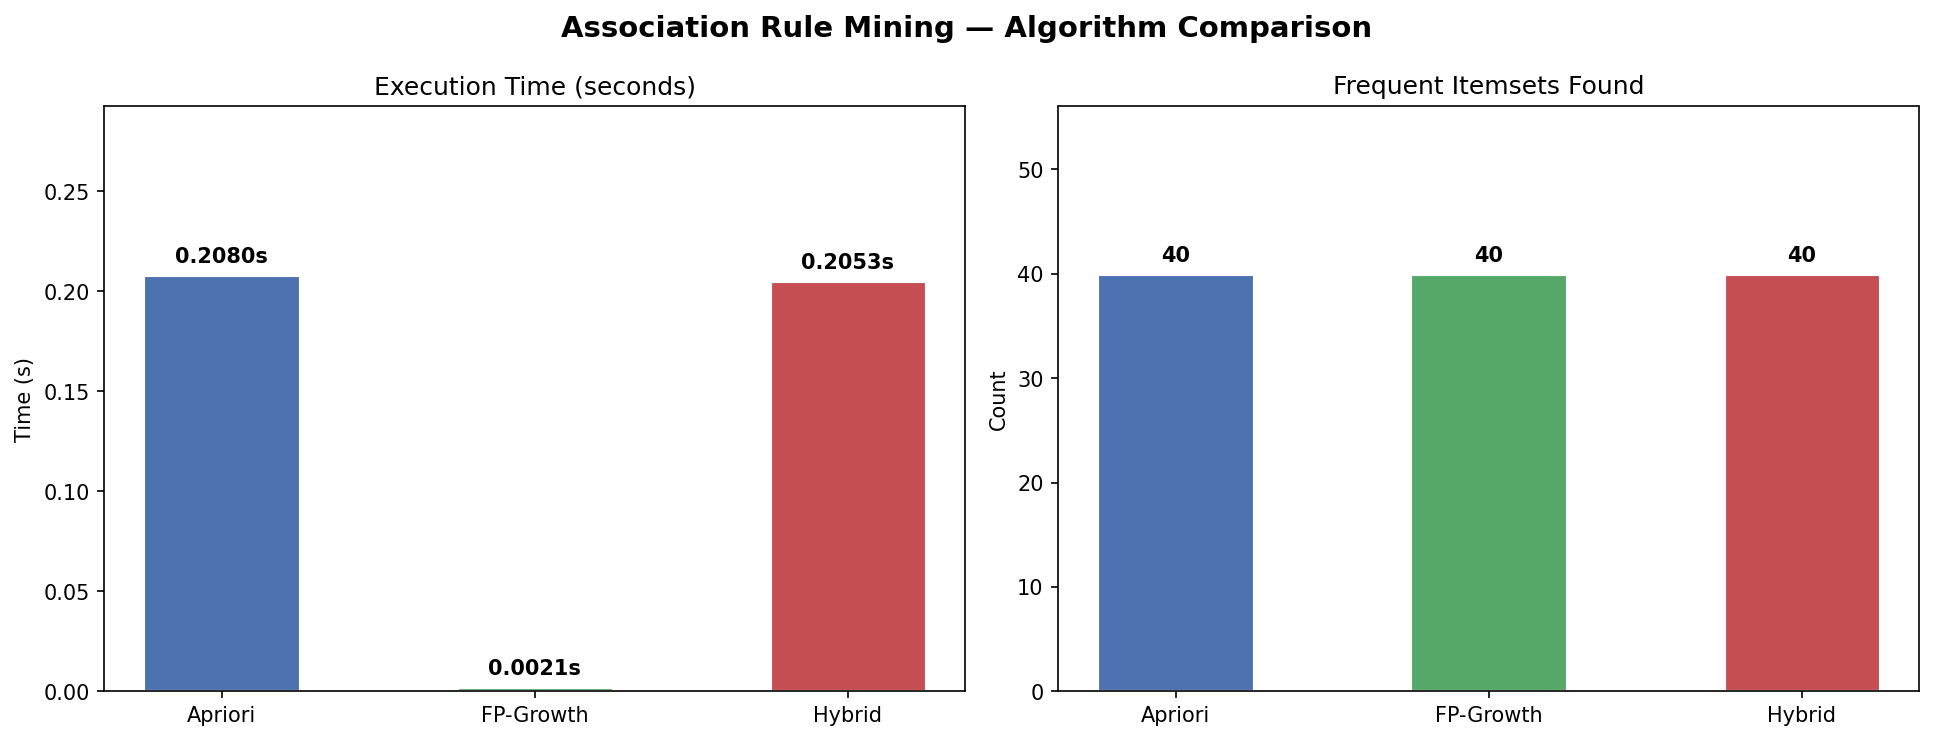 Association Rule Mining — Algorithm Comparison
Execution Time (seconds)
Time (s)
0.25
0.20
0.15
0.10
0.05
0.00
0.2080s
0.0021s
0.2053s
Apriori
FP-Growth
Hybrid
Frequent Itemsets Found
Count
50
40
30
20
10
0
40
40
40
Apriori
FP-Growth
Hybrid